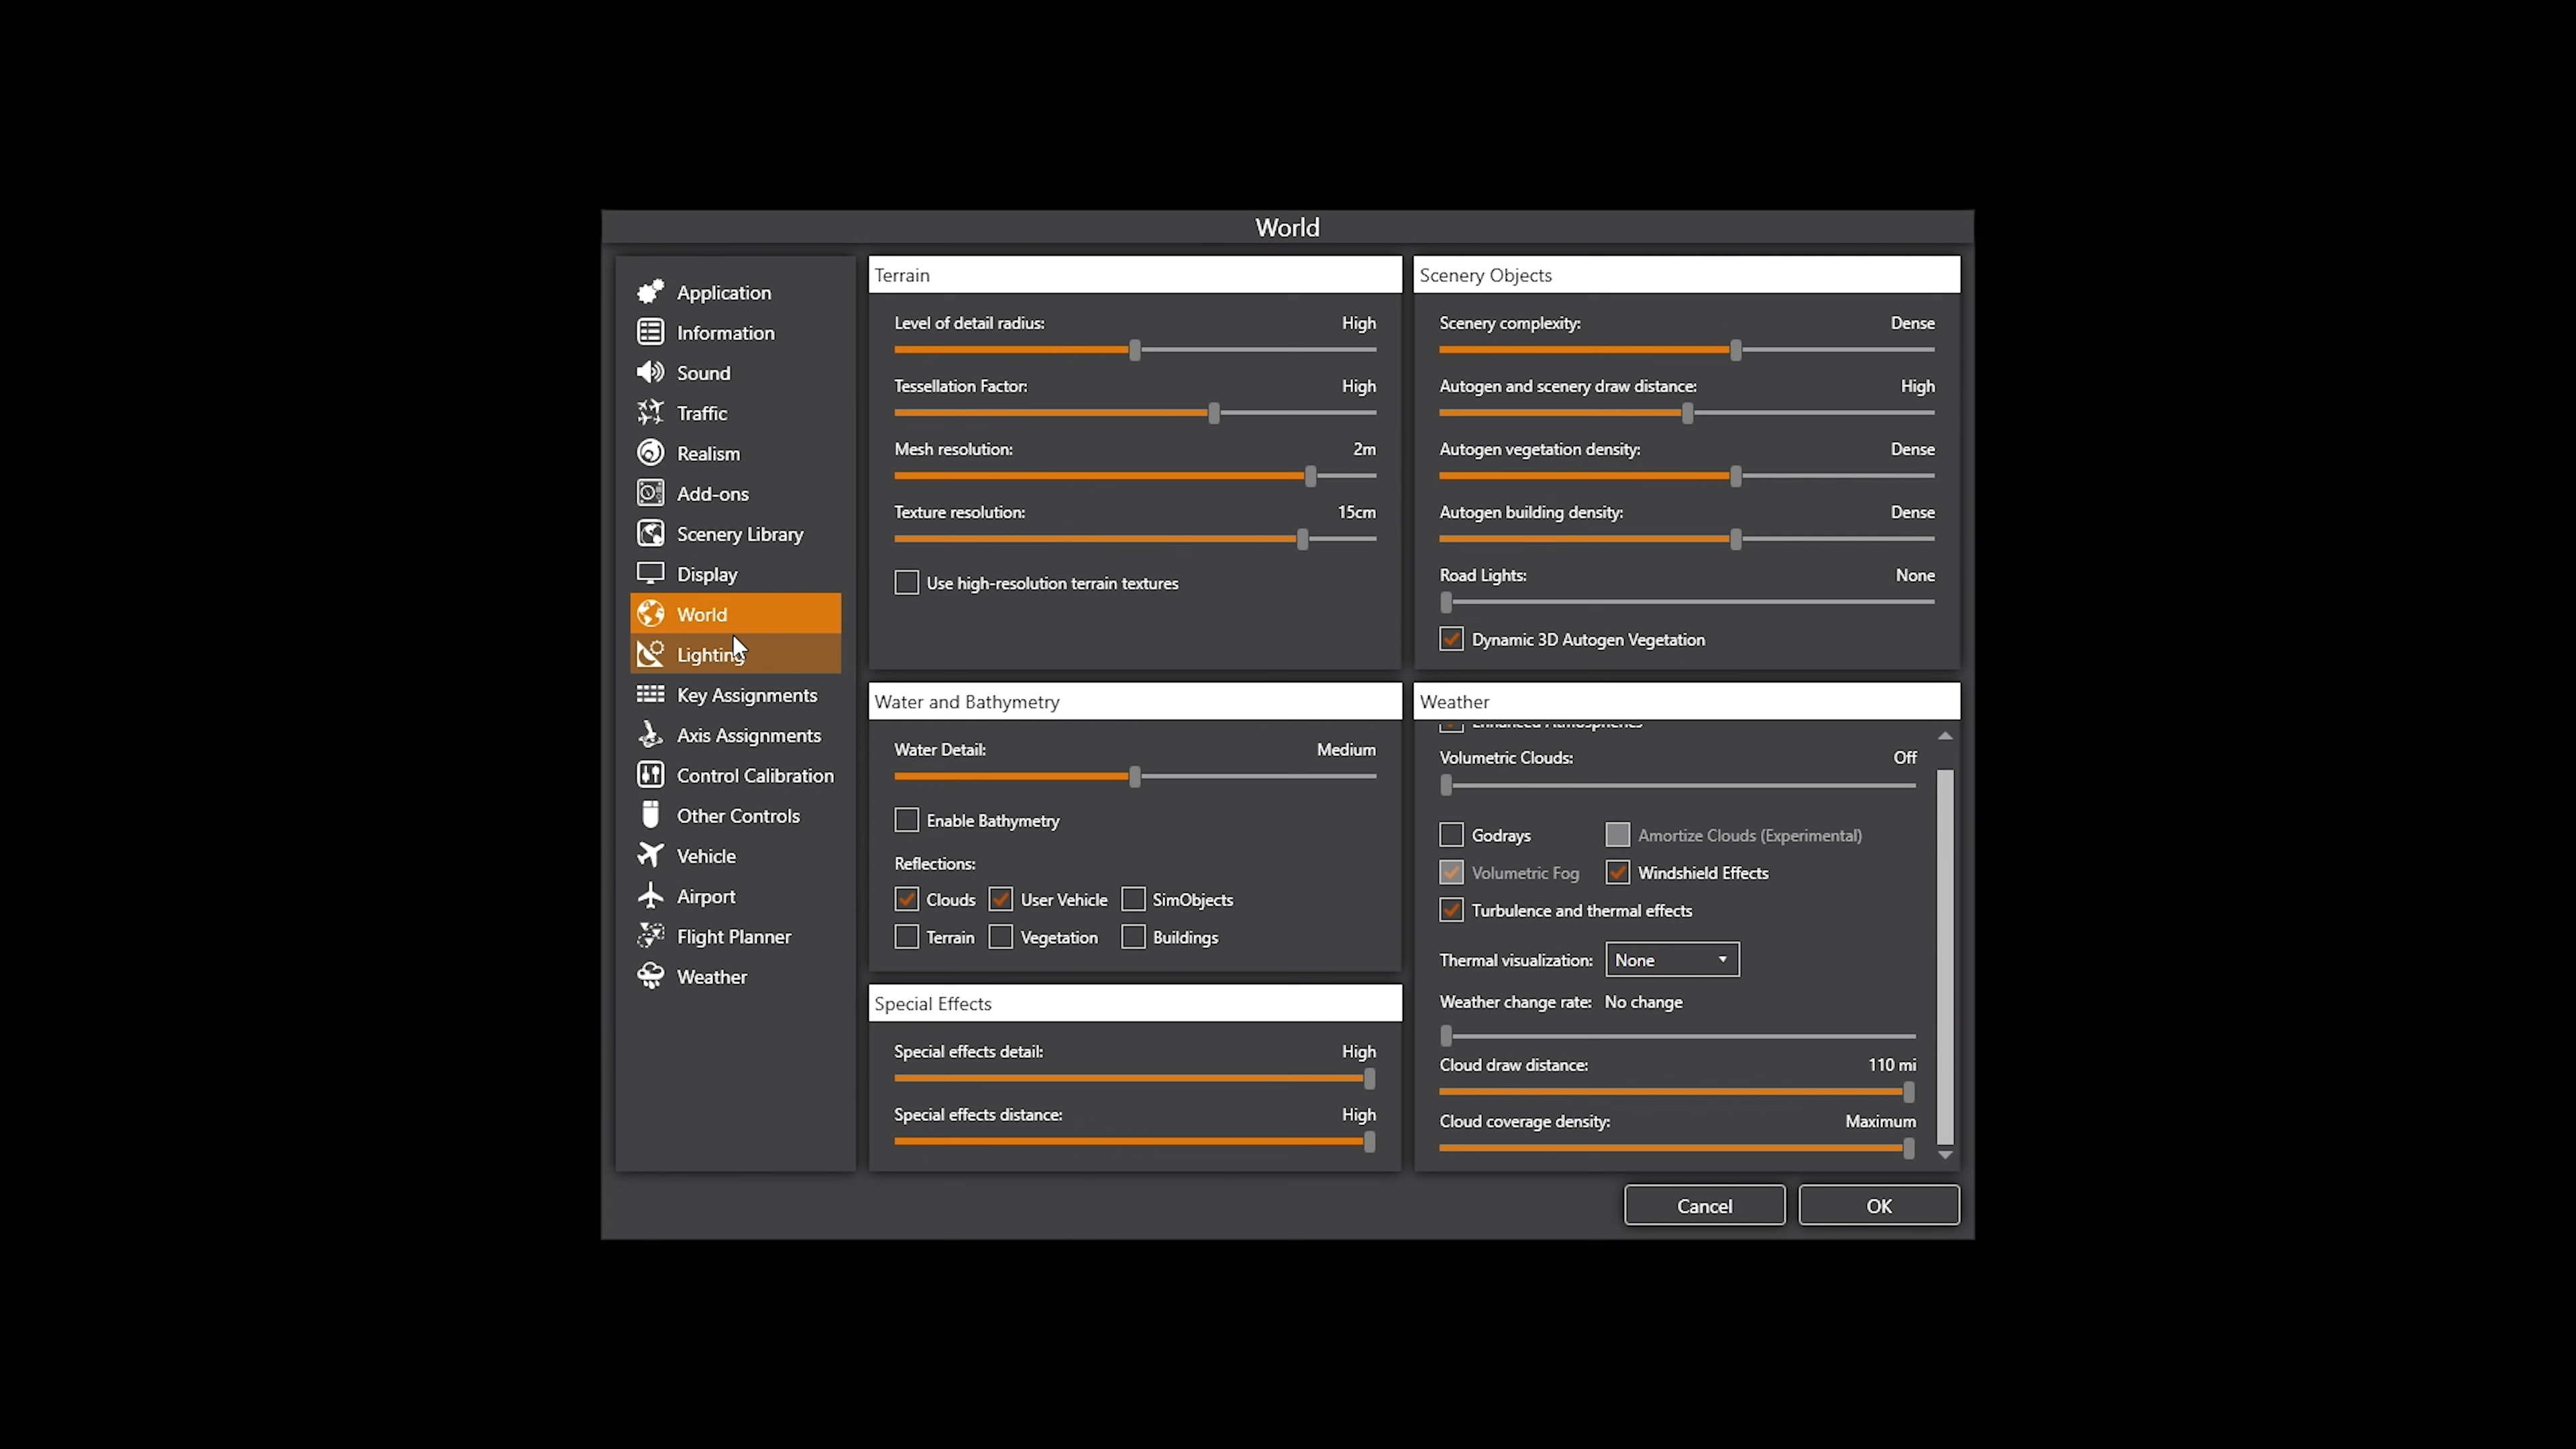 World
Application
Information
Sound
Traffic
Realism
Add-ons
Scenery Library
Display
World
Lighting
Key Assignments
Axis Assignments
Control Calibration
Other Controls
Vehicle
Airport
Flight Planner
Weather
Terrain
Level of detail radius: High
Tessellation Factor: High
Mesh resolution: 2m
Texture resolution: 15cm
Use high-resolution terrain textures
Scenery Objects
Scenery complexity: Dense
Autogen and scenery draw distance: High
Autogen vegetation density: Dense
Autogen building density: Dense
Road Lights: None
Dynamic 3D Autogen Vegetation
Water and Bathymetry
Water Detail: Medium
Enable Bathymetry
Reflections:
Clouds User Vehicle SimObjects
Terrain Vegetation Buildings
Special Effects
Special effects detail: High
Special effects distance: High
Weather
Enhanced Atmospherics
Volumetric Clouds: Off
Godrays Amortize Clouds (Experimental)
Volumetric Fog Windshield Effects
Turbulence and thermal effects
Thermal visualization: None
Weather change rate: No change
Cloud draw distance: 110 mi
Cloud coverage density: Maximum
Cancel OK